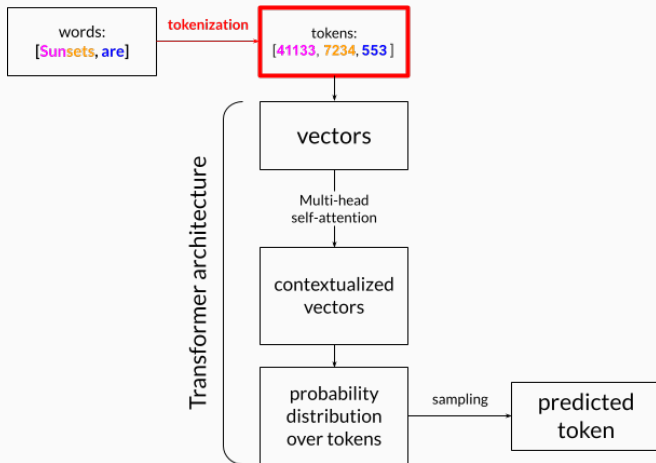 words:
[Sunsets, are]
tokenization
tokens:
[41133, 7234, 553 ]
vectors
Multi-head
self-attention
Transformer architecture
contextualized
vectors
probability
distribution
over tokens
sampling
predicted
token